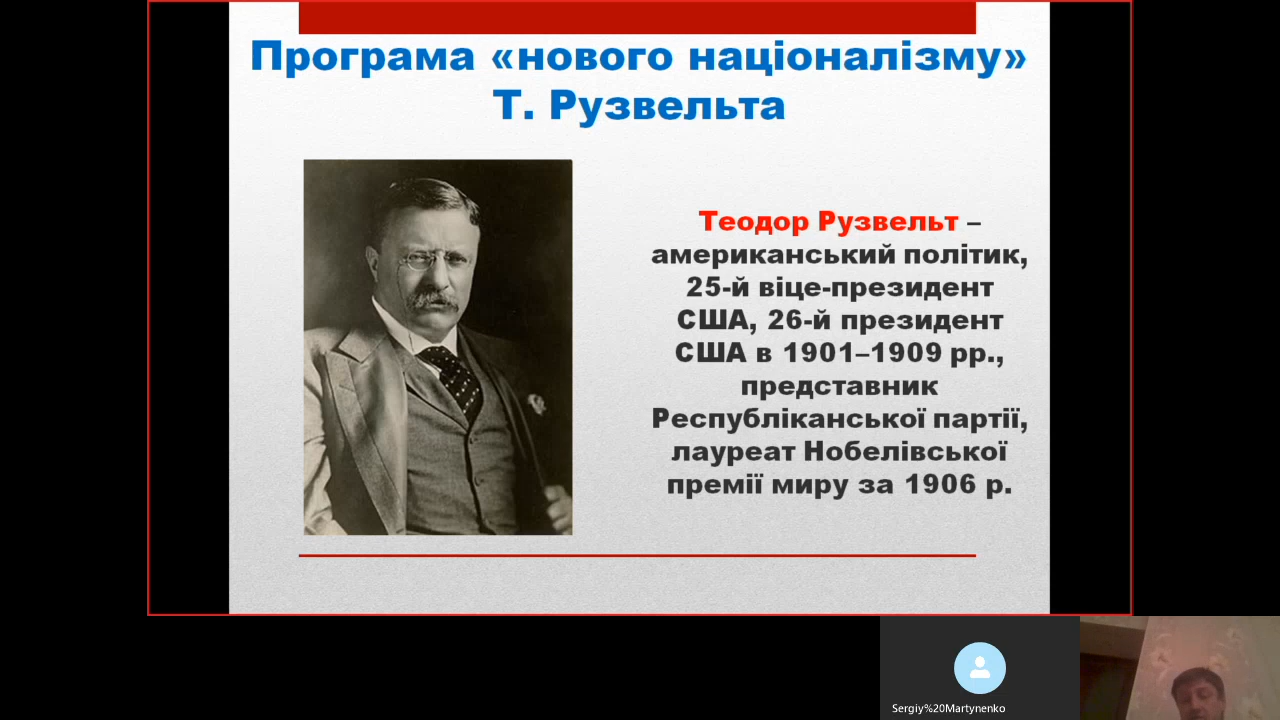 Програма «нового націоналізму»
Т. Рузвельта
Теодор Рузвельт –
американський політик,
25-й віце-президент
США, 26-й президент
США в 1901–1909 рр.,
представник
Республіканської партії,
лауреат Нобелівської
премії миру за 1906 р.
Sergiy%20Martynenko